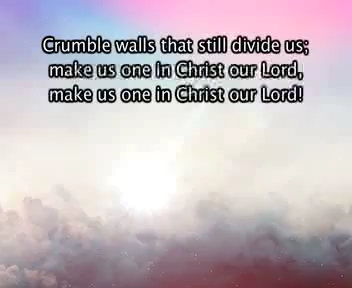 Crumble walls that still divide us;
make us one in Christ our Lord,
make us one in Christ our Lord!